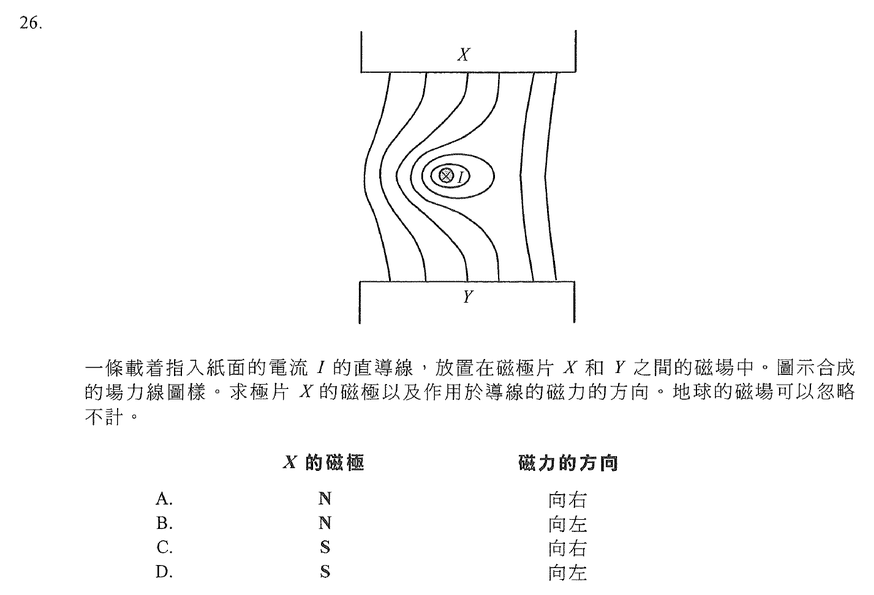 26.
X
I
Y
一條載着指入紙面的電流 I 的直導線，放置在磁極片 X 和 Y 之間的磁場中。圖示合成
的場力線圖樣。求極片 X 的磁極以及作用於導線的磁力的方向。地球的磁場可以忽略
不計。
X 的磁極 磁力的方向
A. N 向右
B. N 向左
C. S 向右
D. S 向左